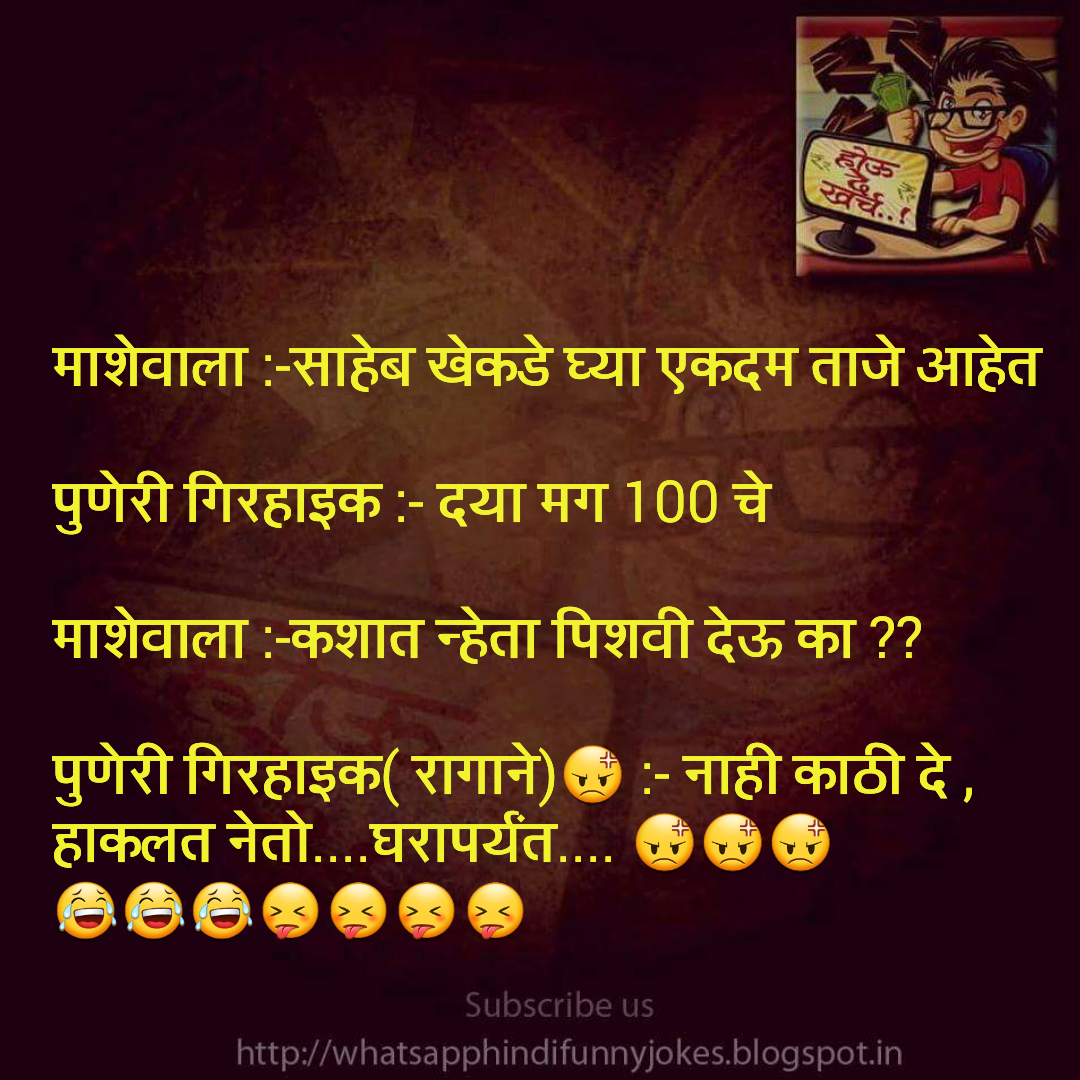 होऊ
दे
खर्च..!
माशेवाला :-साहेब खेकडे घ्या एकदम ताजे आहेत
पुणेरी गिरहाइक :- दया मग 100 चे
माशेवाला :-कशात न्हेता पिशवी देऊ का ??
पुणेरी गिरहाइक( रागाने)😡 :- नाही काठी दे ,
हाकलत नेतो....घरापर्यंत.... 😡😡😡
😂😂😂😝😝😝😝
Subscribe us
http://whatsapphindifunnyjokes.blogspot.in